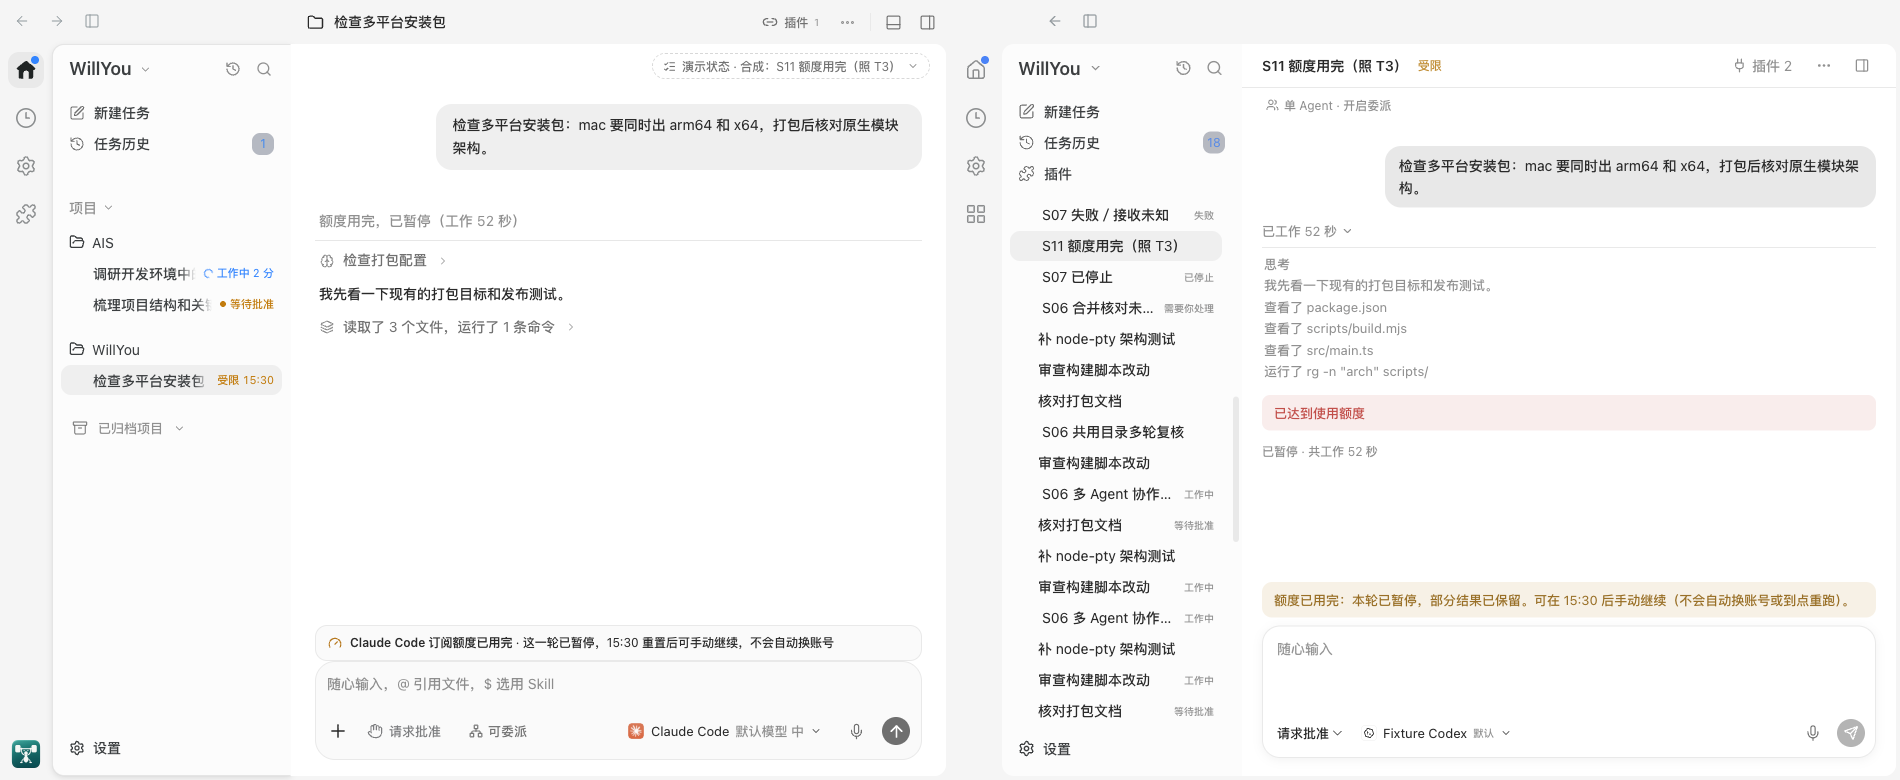 检查多平台安装包
插件 1
WillYou
新建任务
任务历史
1
项目
AIS
调研开发环境中
工作中 2 分
梳理项目结构和关
等待批准
WillYou
检查多平台安装包
受限 15:30
已归档项目
设置
演示状态 · 合成：S11 额度用完（照 T3）
检查多平台安装包：mac 要同时出 arm64 和 x64，打包后核对原生模块
架构。
额度用完，已暂停（工作 52 秒）
检查打包配置
我先看一下现有的打包目标和发布测试。
读取了 3 个文件，运行了 1 条命令
Claude Code 订阅额度已用完 · 这一轮已暂停，15:30 重置后可手动继续，不会自动换账号
随心输入，@ 引用文件，$ 选用 Skill
请求批准
可委派
Claude Code 默认模型 中
WillYou
新建任务
任务历史
18
插件
S07 失败 / 接收未知
失败
S11 额度用完（照 T3）
S07 已停止
已停止
S06 合并核对未...
需要你处理
补 node-pty 架构测试
审查构建脚本改动
核对打包文档
S06 共用目录多轮复核
审查构建脚本改动
S06 多 Agent 协作...
工作中
核对打包文档
等待批准
补 node-pty 架构测试
审查构建脚本改动
工作中
S06 多 Agent 协作...
工作中
补 node-pty 架构测试
审查构建脚本改动
工作中
核对打包文档
等待批准
设置
S11 额度用完（照 T3）
受限
插件 2
单 Agent · 开启委派
检查多平台安装包：mac 要同时出 arm64 和 x64，打包后核对原生模块架
构。
已工作 52 秒
思考
我先看一下现有的打包目标和发布测试。
查看了 package.json
查看了 scripts/build.mjs
查看了 src/main.ts
运行了 rg -n "arch" scripts/
已达到使用额度
已暂停 · 共工作 52 秒
额度已用完：本轮已暂停，部分结果已保留。可在 15:30 后手动继续（不会自动换账号或到点重跑）。
随心输入
请求批准
Fixture Codex 默认